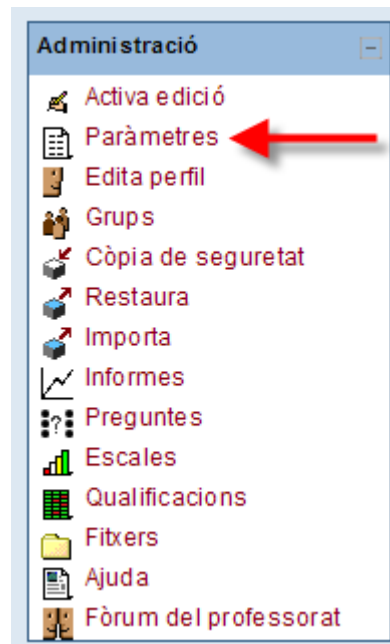 Administració
Activa edició
Paràmetres
Edita perfil
Grups
Còpia de seguretat
Restaura
Importa
Informes
Preguntes
Escales
Qualificacions
Fitxers
Ajuda
Fòrum del professorat